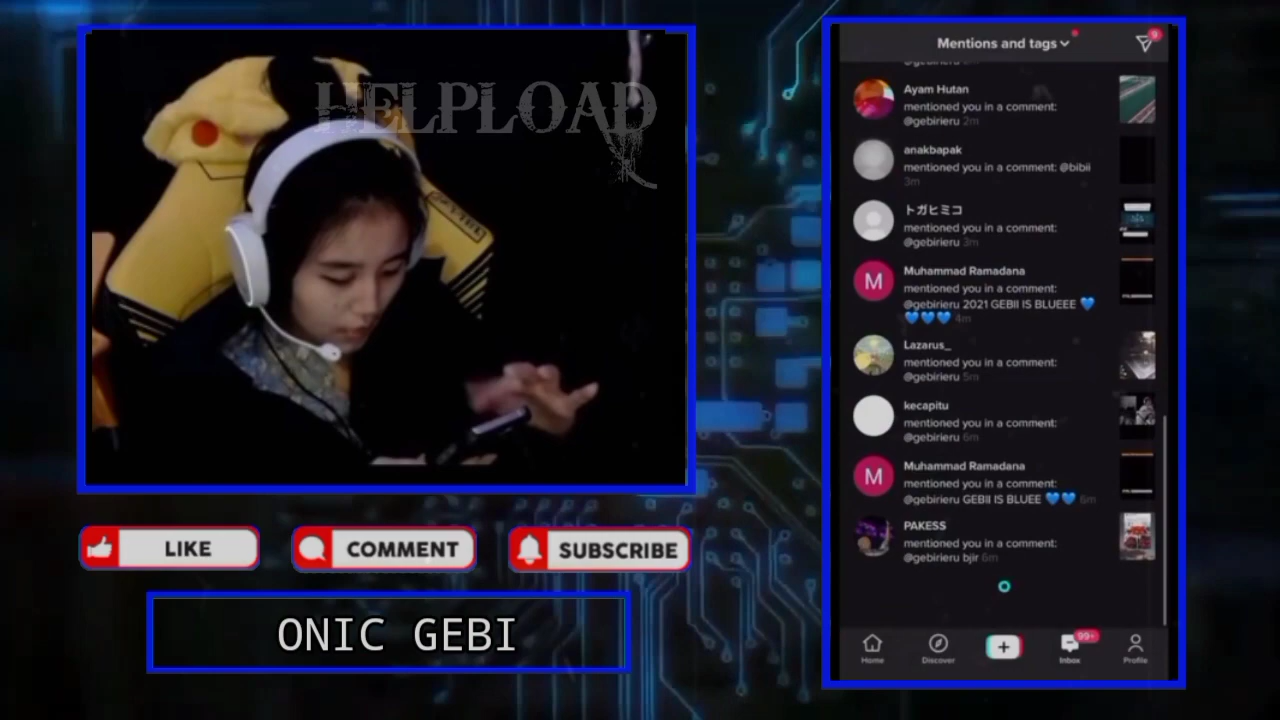 HELPLOAD
LIKE
COMMENT
SUBSCRIBE
ONIC GEBI
Mentions and tags
9
Ayam Hutan
mentioned you in a comment:
@gebirieru 2m
anakbapak
mentioned you in a comment: @bibii
3m
トガヒミコ
mentioned you in a comment:
@gebirieru 3m
M
Muhammad Ramadana
mentioned you in a comment:
@gebirieru 2021 GEBII IS BLUEEE 💙
💙💙💙 4m
Lazarus_
mentioned you in a comment:
@gebirieru 5m
kecapitu
mentioned you in a comment:
@gebirieru 6m
M
Muhammad Ramadana
mentioned you in a comment:
@gebirieru GEBII IS BLUEE 💙💙 6m
PAKESS
mentioned you in a comment:
@gebirieru bjir 6m
99+
Home
Discover
Inbox
Profile